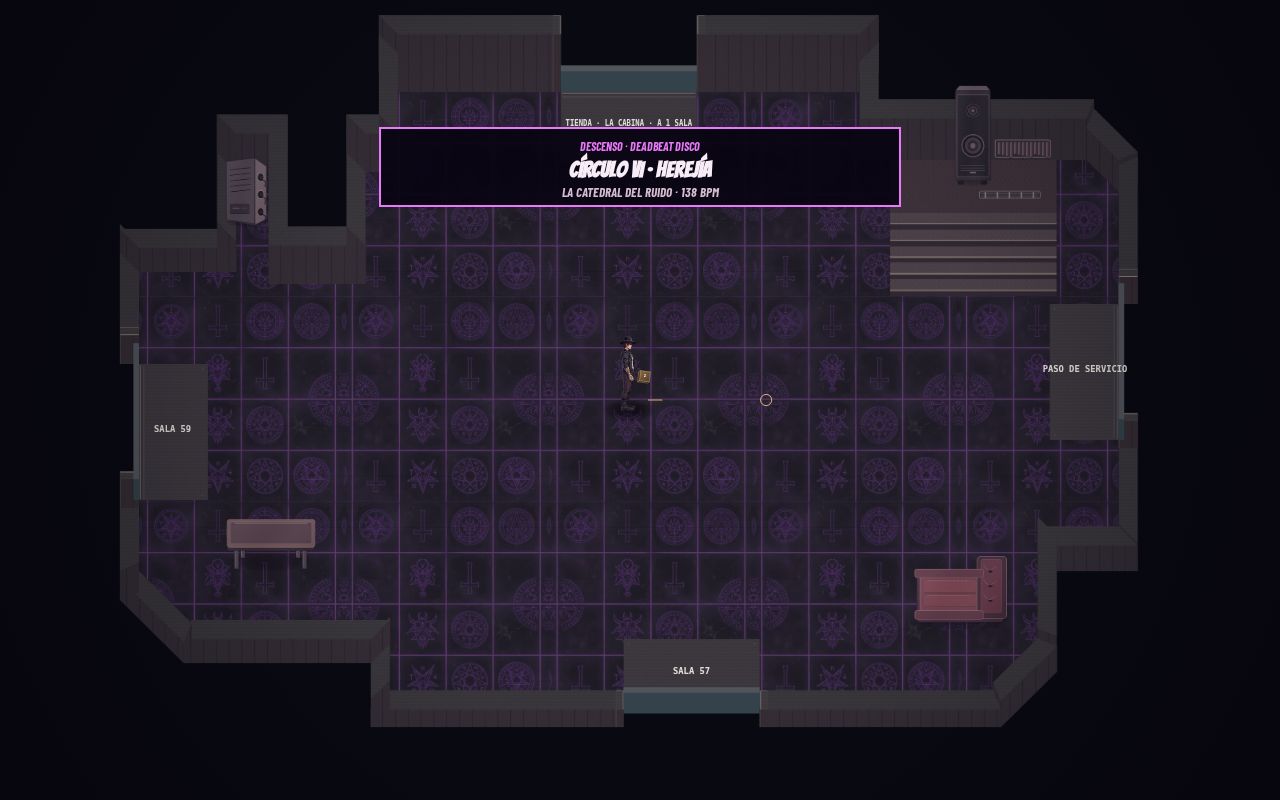 TIENDA · LA CABINA · A 1 SALA
DESCENSO · DEADBEAT DISCO
CÍRCULO VI · HEREJÍA
LA CATEDRAL DEL RUIDO · 138 BPM
PASO DE SERVICIO
SALA 59
SALA 57